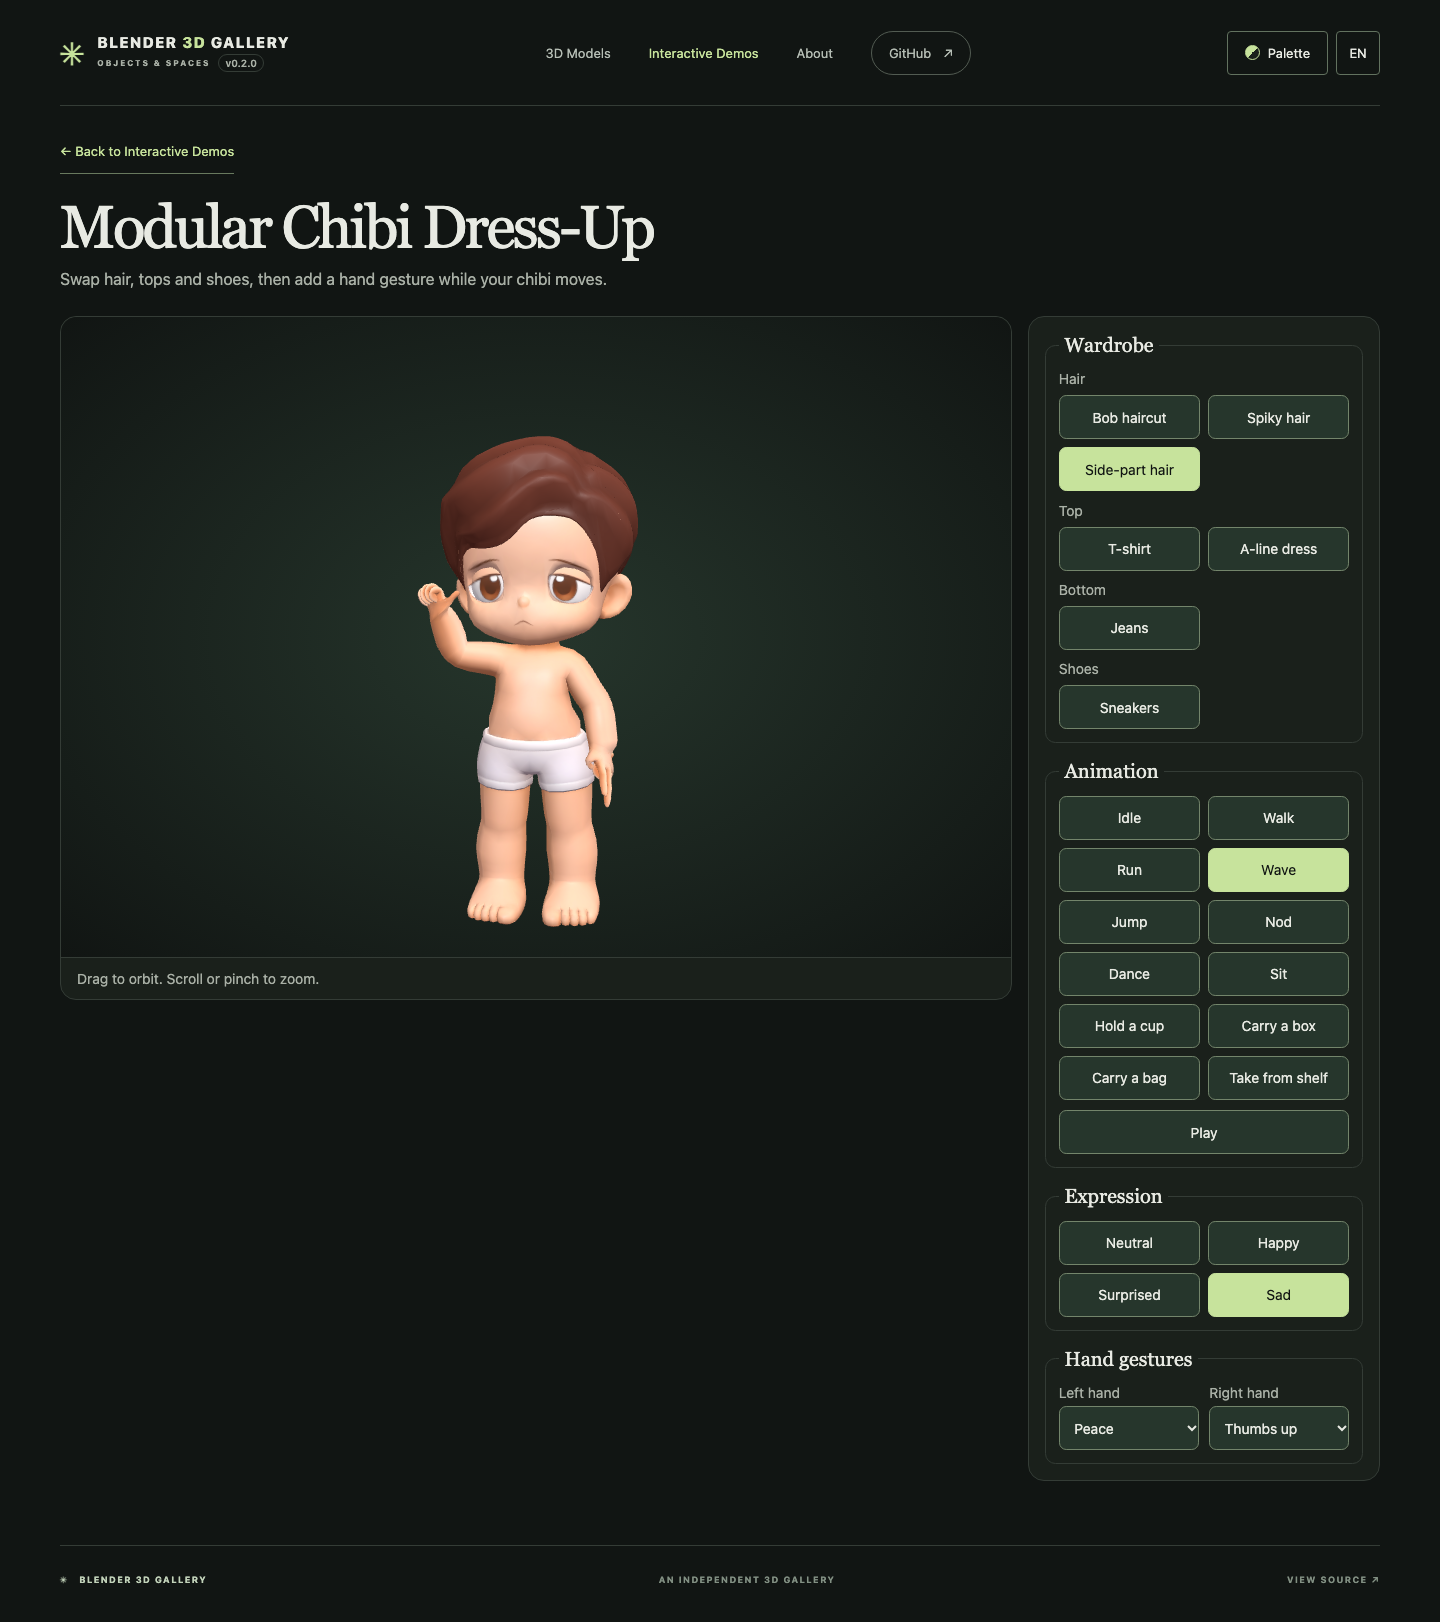 BLENDER 3D GALLERY
OBJECTS & SPACES v0.2.0
3D Models
Interactive Demos
About
GitHub ↗
Palette
EN
← Back to Interactive Demos
Modular Chibi Dress-Up
Swap hair, tops and shoes, then add a hand gesture while your chibi moves.
Drag to orbit. Scroll or pinch to zoom.
Wardrobe
Hair
Bob haircut
Spiky hair
Side-part hair
Top
T-shirt
A-line dress
Bottom
Jeans
Shoes
Sneakers
Animation
Idle
Walk
Run
Wave
Jump
Nod
Dance
Sit
Hold a cup
Carry a box
Carry a bag
Take from shelf
Play
Expression
Neutral
Happy
Surprised
Sad
Hand gestures
Left hand
Right hand
Peace
Thumbs up
BLENDER 3D GALLERY
AN INDEPENDENT 3D GALLERY
VIEW SOURCE ↗